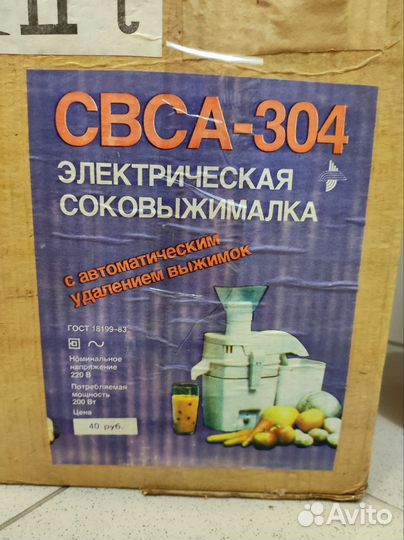 СВСА-304
ЭЛЕКТРИЧЕСКАЯ
СОКОВЫЖИМАЛКА
с автоматическим
удалением выжимок
ГОСТ 18199-83
Номинальное
напряжение
220 В
Потребляемая
мощность
200 Вт
Цена
40 руб.
Avito